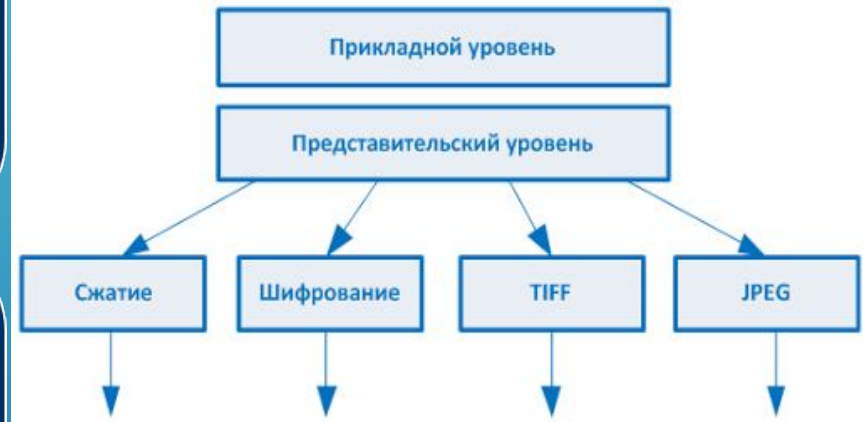 Прикладной уровень
Представительский уровень
Сжатие
Шифрование
TIFF
JPEG